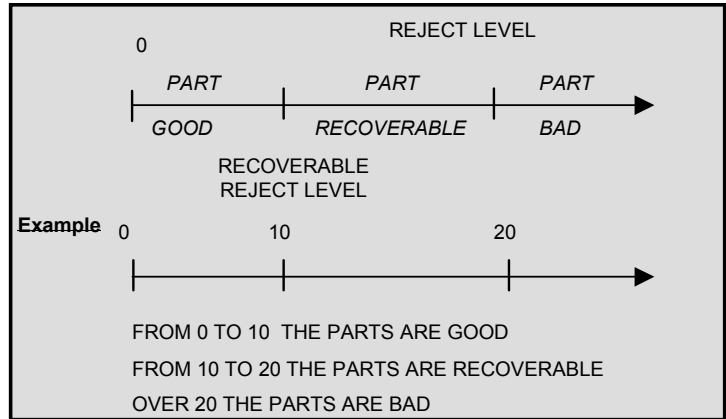 REJECT LEVEL
0
PART PART PART
GOOD RECOVERABLE BAD
RECOVERABLE
REJECT LEVEL
Example 0 10 20
FROM 0 TO 10 THE PARTS ARE GOOD
FROM 10 TO 20 THE PARTS ARE RECOVERABLE
OVER 20 THE PARTS ARE BAD